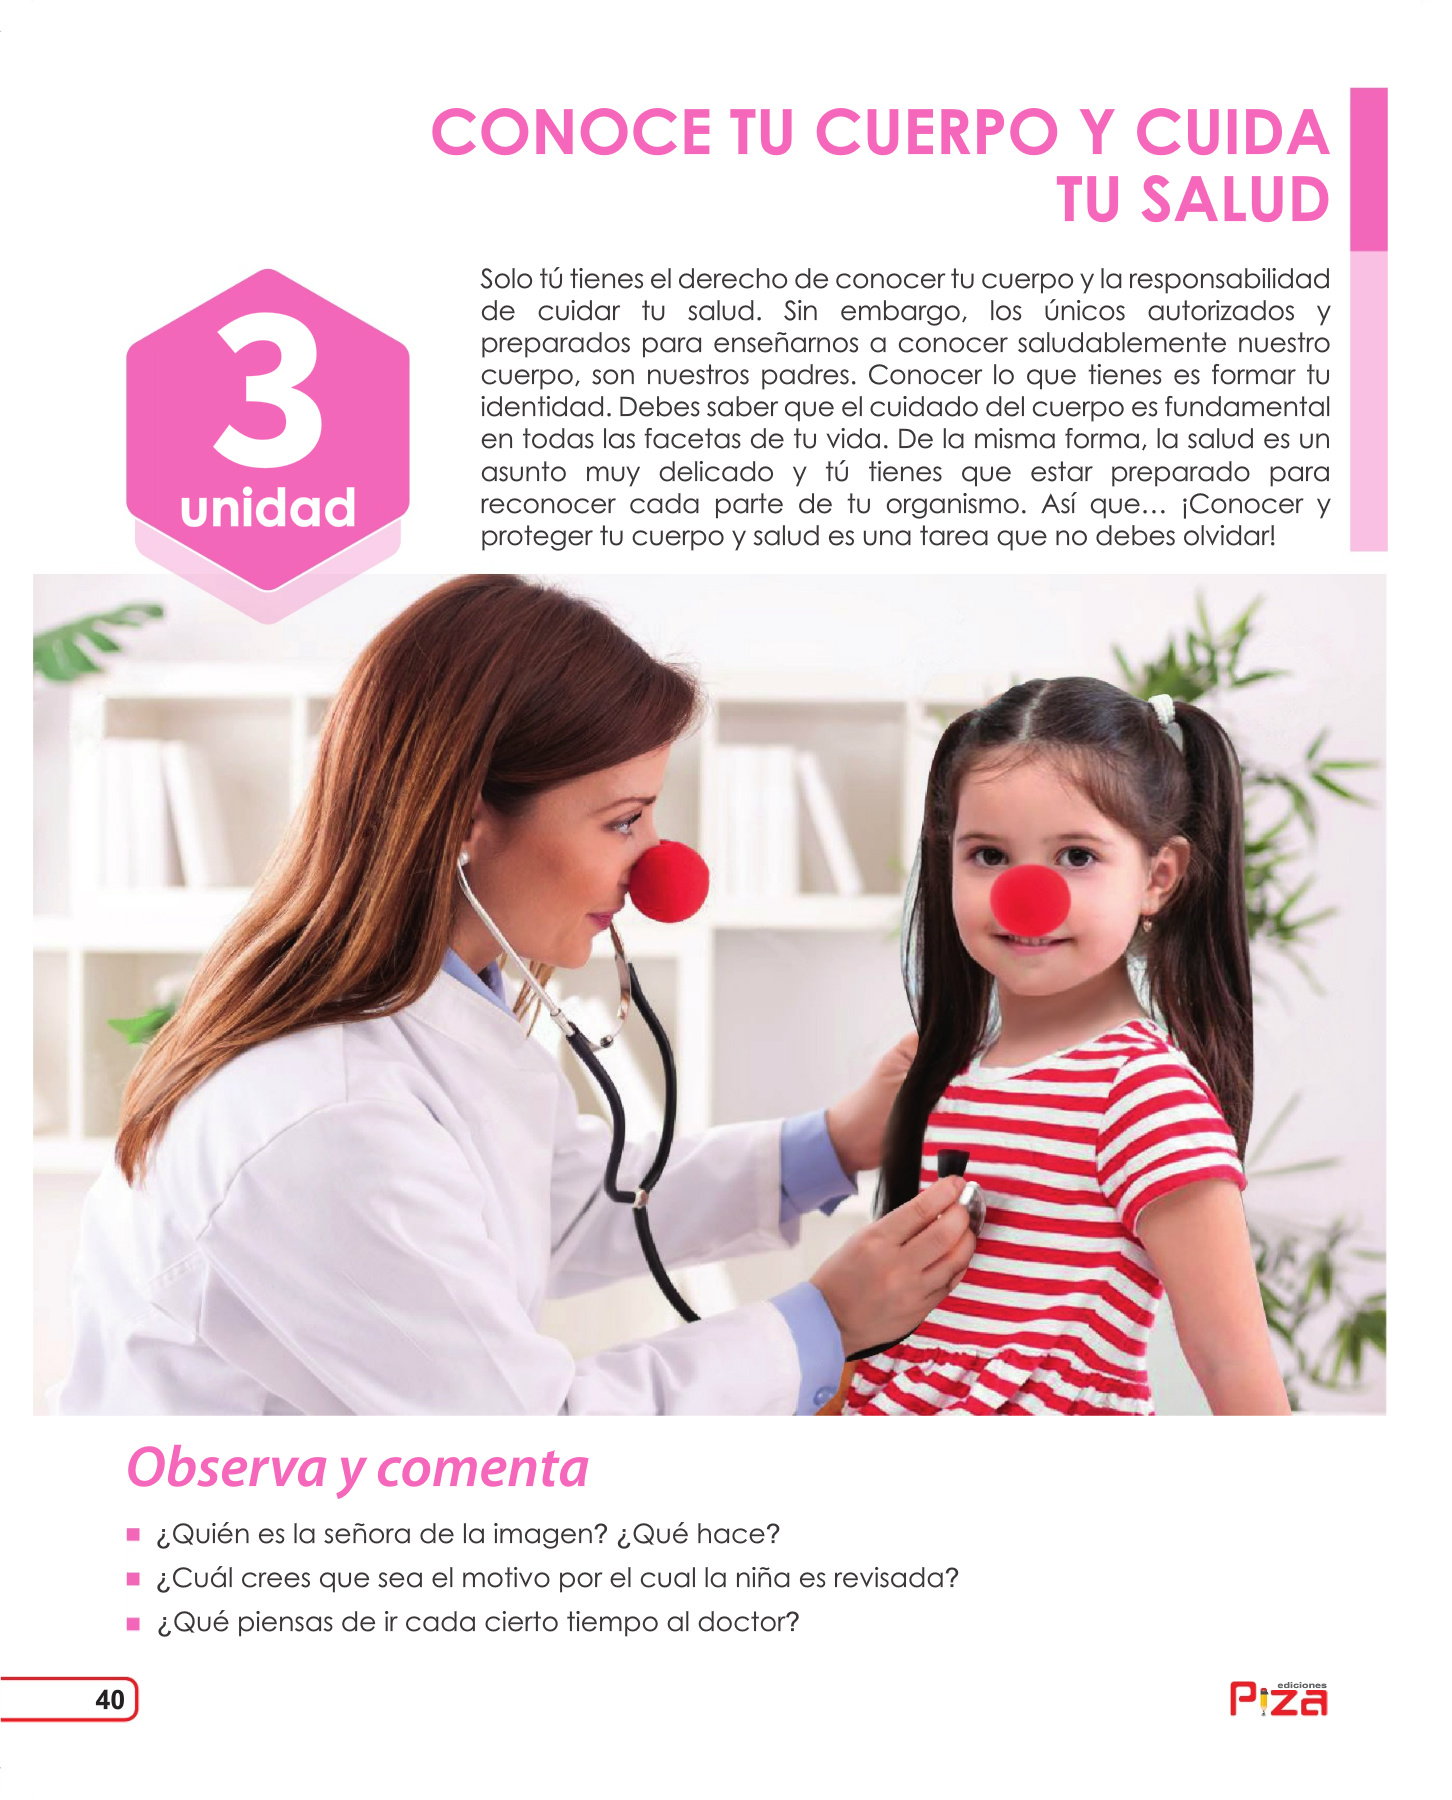 CONOCE TU CUERPO Y CUIDA
TU SALUD
3
unidad
Solo tú tienes el derecho de conocer tu cuerpo y la responsabilidad
de cuidar tu salud. Sin embargo, los únicos autorizados y
preparados para enseñarnos a conocer saludablemente nuestro
cuerpo, son nuestros padres. Conocer lo que tienes es formar tu
identidad. Debes saber que el cuidado del cuerpo es fundamental
en todas las facetas de tu vida. De la misma forma, la salud es un
asunto muy delicado y tú tienes que estar preparado para
reconocer cada parte de tu organismo. Así que… ¡Conocer y
proteger tu cuerpo y salud es una tarea que no debes olvidar!
Observa y comenta
¿Quién es la señora de la imagen? ¿Qué hace?
¿Cuál crees que sea el motivo por el cual la niña es revisada?
¿Qué piensas de ir cada cierto tiempo al doctor?
40
ediciones
Piza